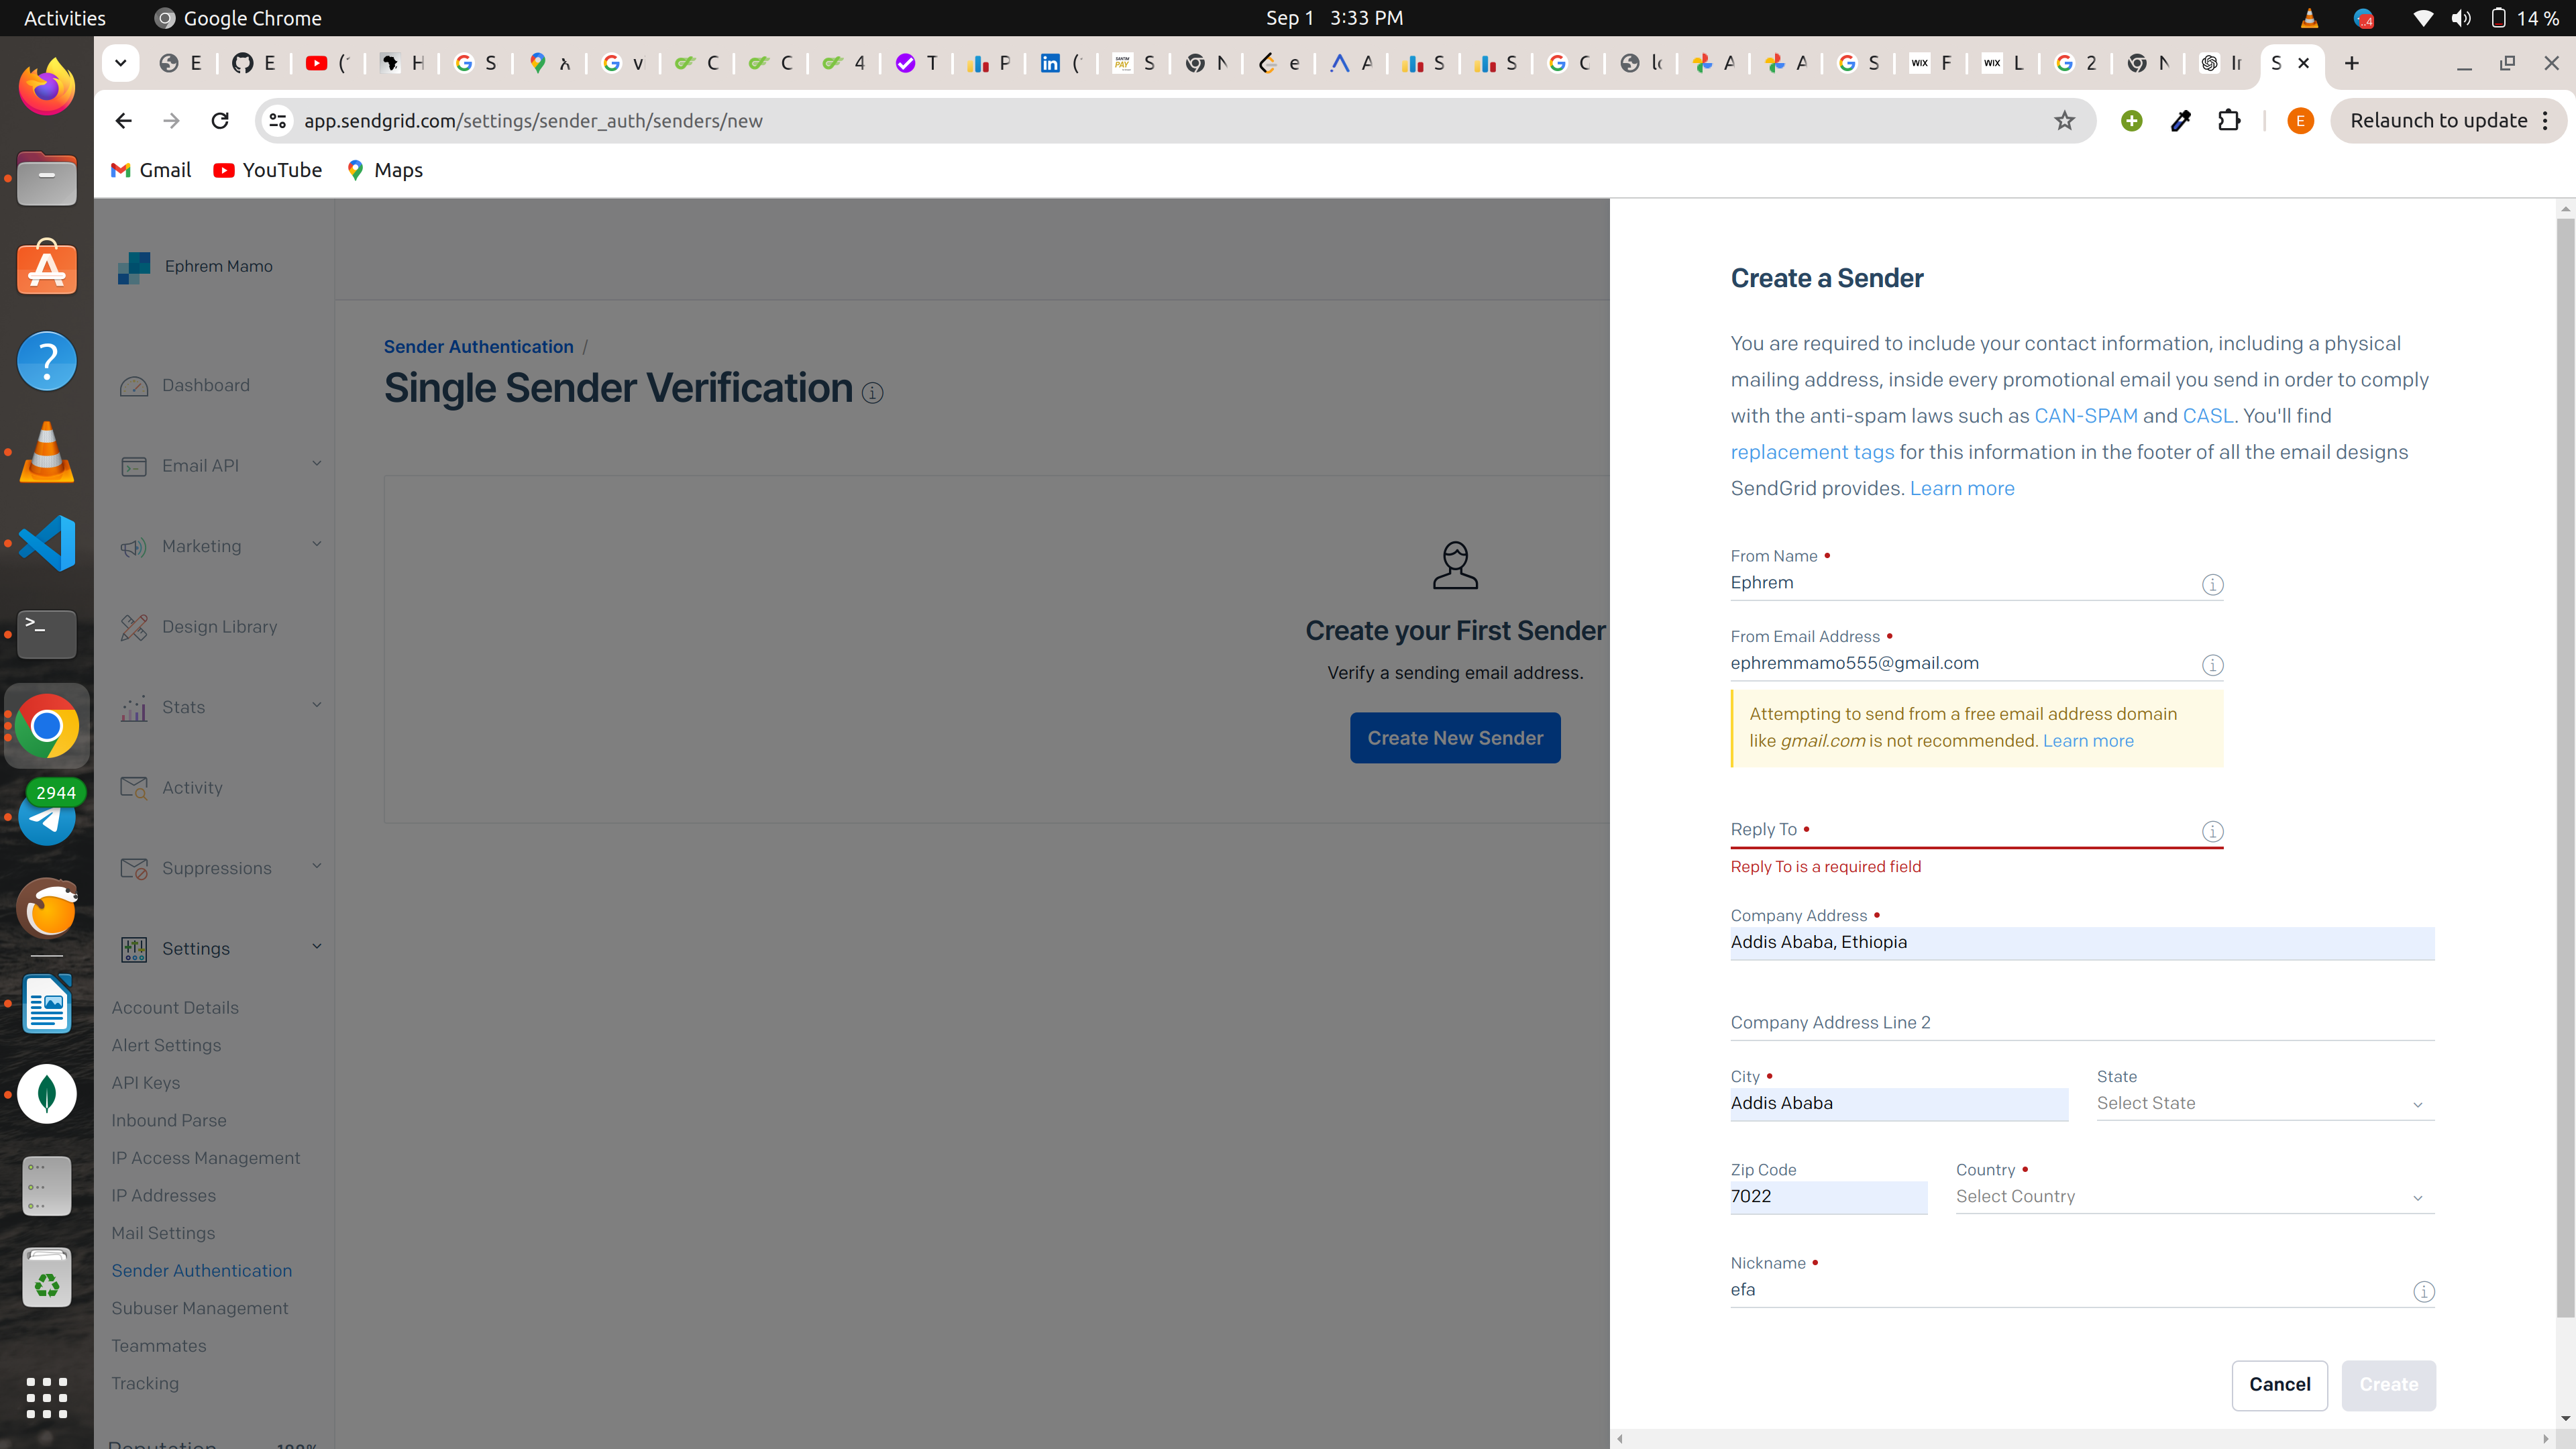 Activities
Google Chrome
Sep 1 3:33 PM
14 %
E
E
(
H
S
v
C
C
4
T
P
(
S
N
e
A
S
S
C
A
A
S
WIX F
WIX L
2
N
S
app.sendgrid.com/settings/sender_auth/senders/new
E
Relaunch to update
Gmail
YouTube
Maps
Ephrem Mamo
Dashboard
Email API
Marketing
Design Library
Stats
Activity
Suppressions
Settings
Account Details
Alert Settings
API Keys
Inbound Parse
IP Access Management
IP Addresses
Mail Settings
Sender Authentication
Subuser Management
Teammates
Tracking
2944
Sender Authentication /
Single Sender Verification
Create your First Sender
Verify a sending email address.
Create New Sender
Create a Sender
You are required to include your contact information, including a physical
mailing address, inside every promotional email you send in order to comply
with the anti-spam laws such as CAN-SPAM and CASL. You'll find
replacement tags for this information in the footer of all the email designs
SendGrid provides. Learn more
From Name •
Ephrem
From Email Address •
ephremmamo555@gmail.com
Attempting to send from a free email address domain
like gmail.com is not recommended. Learn more
Reply To •
Reply To is a required field
Company Address •
Addis Ababa, Ethiopia
Company Address Line 2
City •
Addis Ababa
State
Select State
Zip Code
7022
Country •
Select Country
Nickname •
efa
Cancel
Create